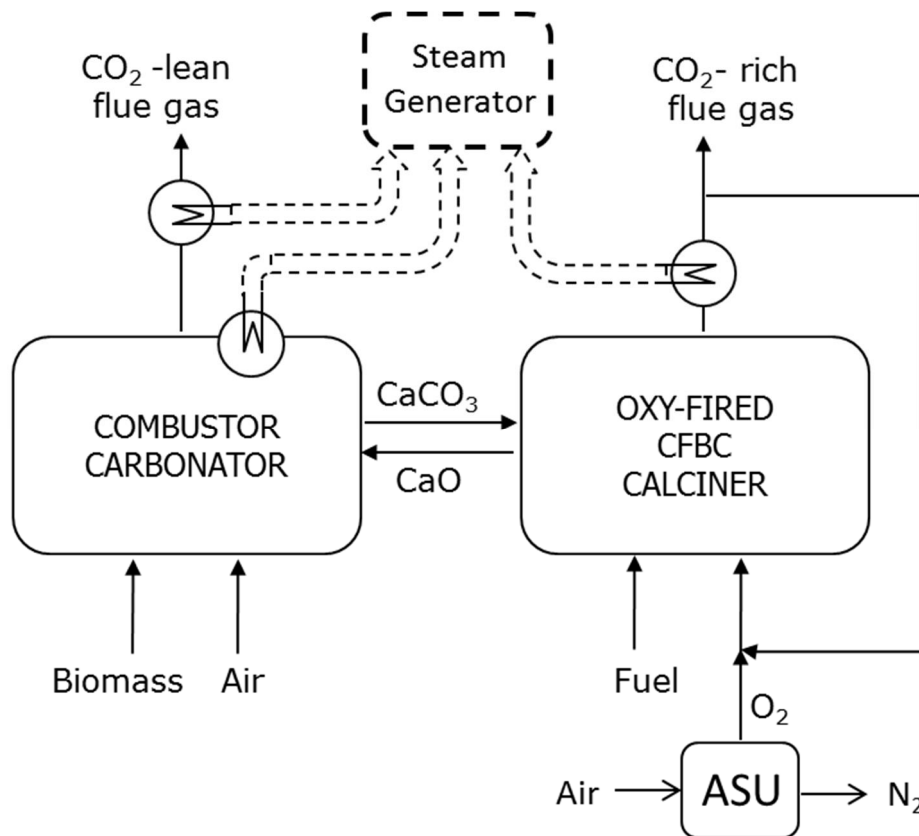 CO₂ -lean
flue gas
Steam
Generator
CO₂- rich
flue gas
COMBUSTOR
CARBONATOR
CaCO₃
CaO
OXY-FIRED
CFBC
CALCINER
Biomass
Air
Fuel
O₂
Air
ASU
N₂